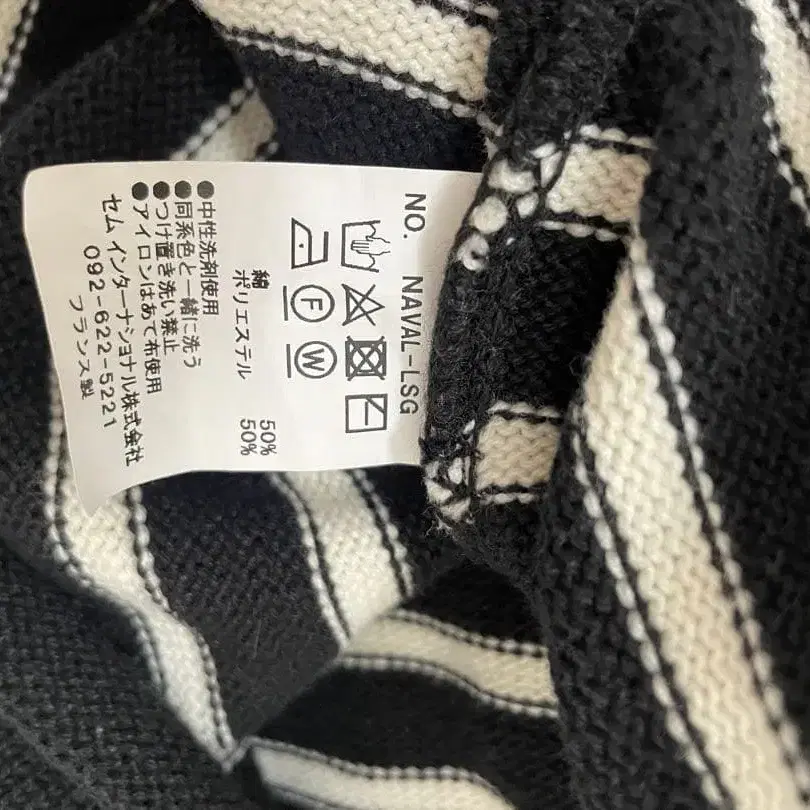 NO. NAVAL-LSG
F
W
綿 50%
ポリエステル 50%
●中性洗剤使用
●同系色と一緒に洗う
●つけ置き洗い禁止
●アイロンはあて布使用
セムインターナショナル株式会社
092-622-5221
フランス製